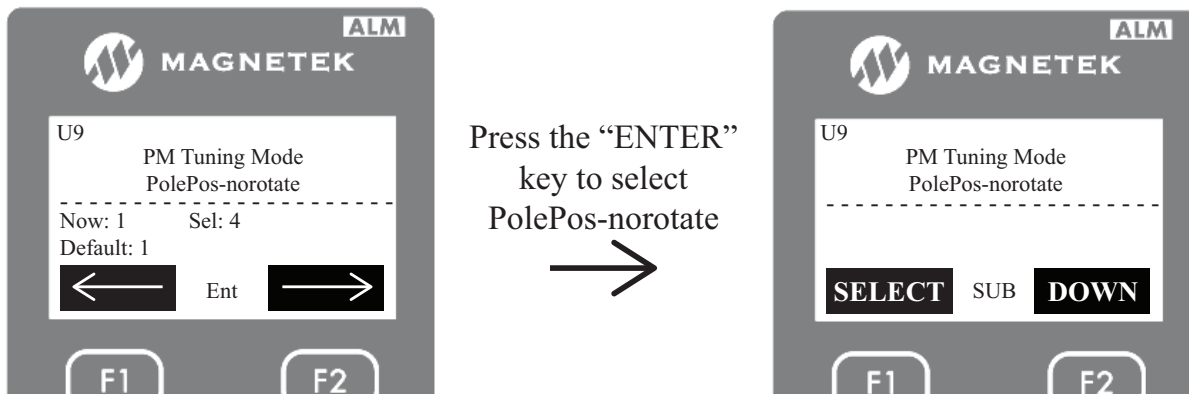 ALM
MAGNETEK
U9
PM Tuning Mode
PolePos-norotate
Now: 1 Sel: 4
Default: 1
Ent
F1 F2
Press the “ENTER”
key to select
PolePos-norotate
ALM
MAGNETEK
U9
PM Tuning Mode
PolePos-norotate
SELECT SUB DOWN
F1 F2